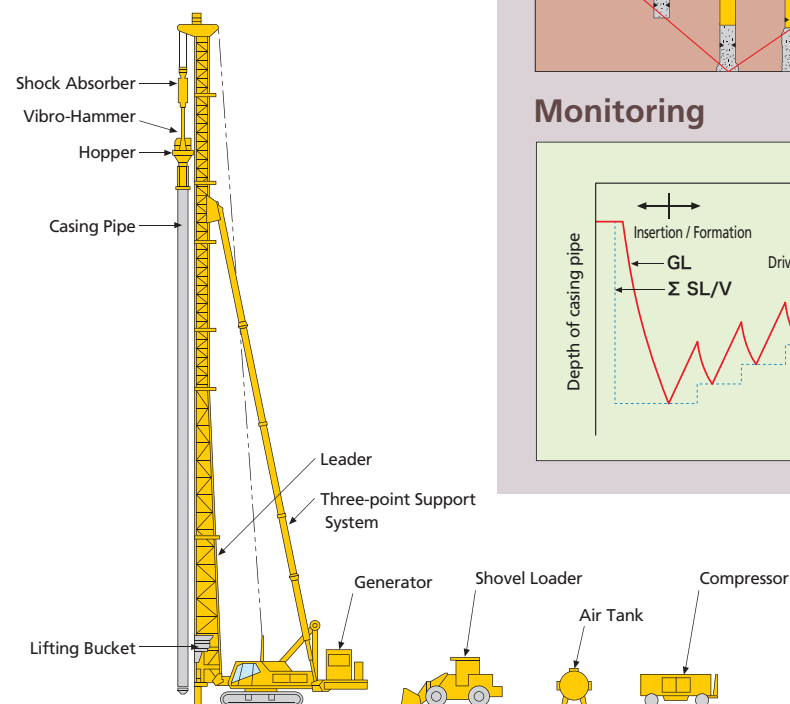 Shock Absorber
Vibro-Hammer
Hopper
Casing Pipe
Leader
Three-point Support
System
Generator
Shovel Loader
Air Tank
Compressor
Lifting Bucket
Monitoring
Depth of casing pipe
Insertion / Formation
GL
Σ SL/V